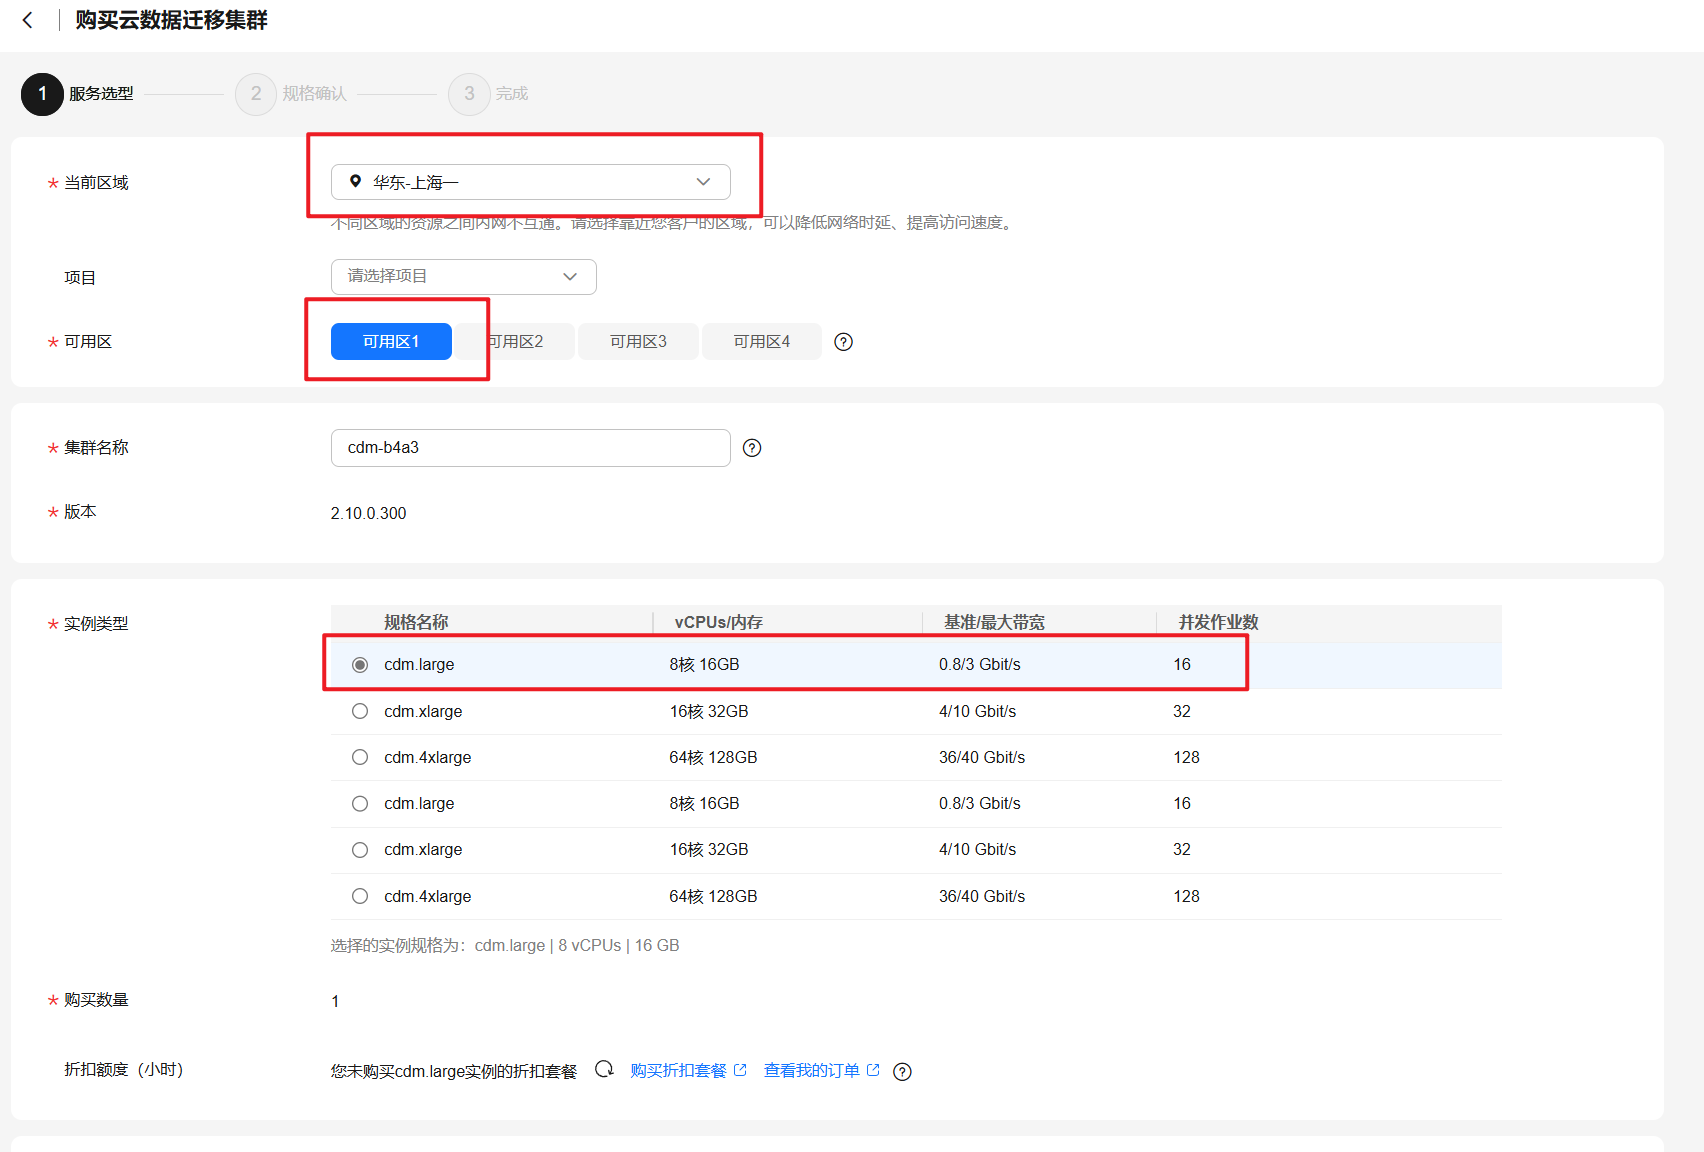 购买云数据迁移集群
1 服务选型 2 规格确认 3 完成
* 当前区域 华东-上海一
不同区域的资源之间内网不互通。请选择靠近您客户的区域，可以降低网络时延、提高访问速度。
项目 请选择项目
* 可用区 可用区1 可用区2 可用区3 可用区4 ?
* 集群名称 cdm-b4a3 ?
* 版本 2.10.0.300
* 实例类型 规格名称 vCPUs/内存 基准/最大带宽 并发作业数
cdm.large 8核 16GB 0.8/3 Gbit/s 16
cdm.xlarge 16核 32GB 4/10 Gbit/s 32
cdm.4xlarge 64核 128GB 36/40 Gbit/s 128
cdm.large 8核 16GB 0.8/3 Gbit/s 16
cdm.xlarge 16核 32GB 4/10 Gbit/s 32
cdm.4xlarge 64核 128GB 36/40 Gbit/s 128
选择的实例规格为：cdm.large | 8 vCPUs | 16 GB
* 购买数量 1
折扣额度（小时） 您未购买cdm.large实例的折扣套餐 购买折扣套餐 查看我的订单 ?